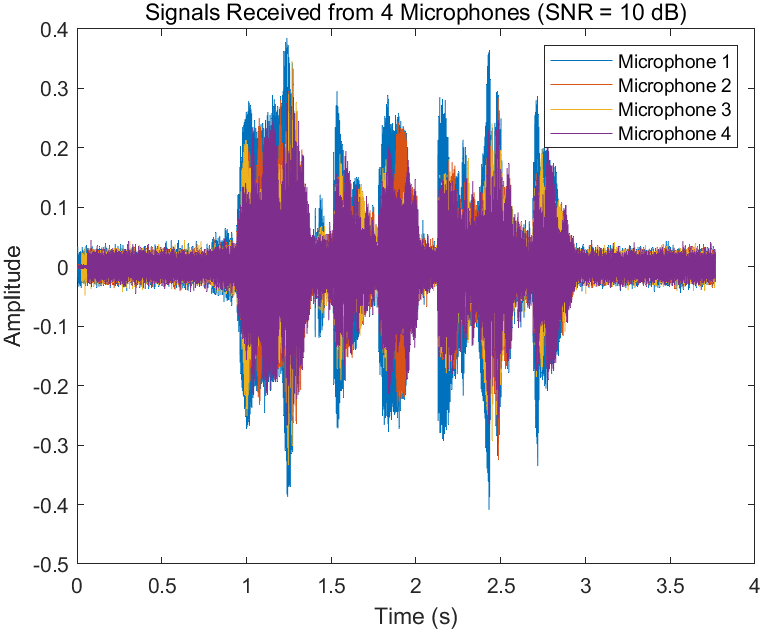 Signals Received from 4 Microphones (SNR = 10 dB)
0.4
0.3
0.2
0.1
0
-0.1
-0.2
-0.3
-0.4
-0.5
Amplitude
Microphone 1
Microphone 2
Microphone 3
Microphone 4
0 0.5 1 1.5 2 2.5 3 3.5 4
Time (s)